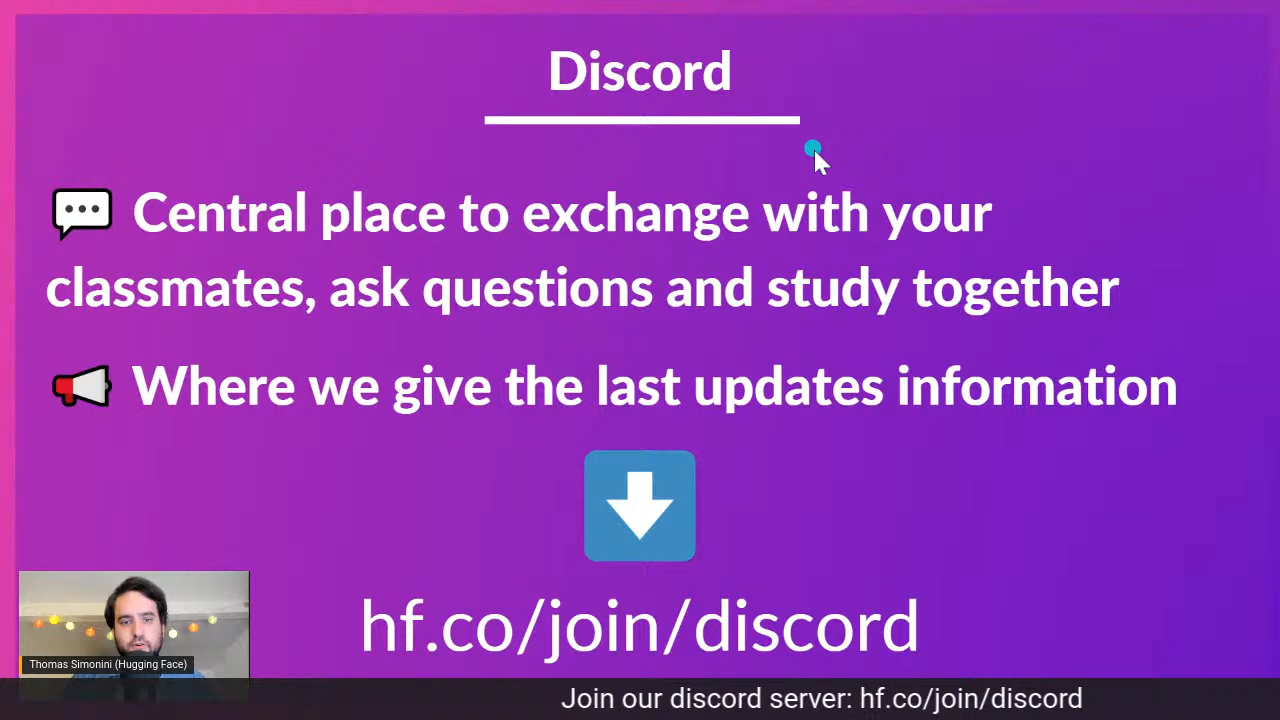 Discord
Central place to exchange with your
classmates, ask questions and study together
Where we give the last updates information
hf.co/join/discord
Thomas Simonini (Hugging Face)
Join our discord server: hf.co/join/discord